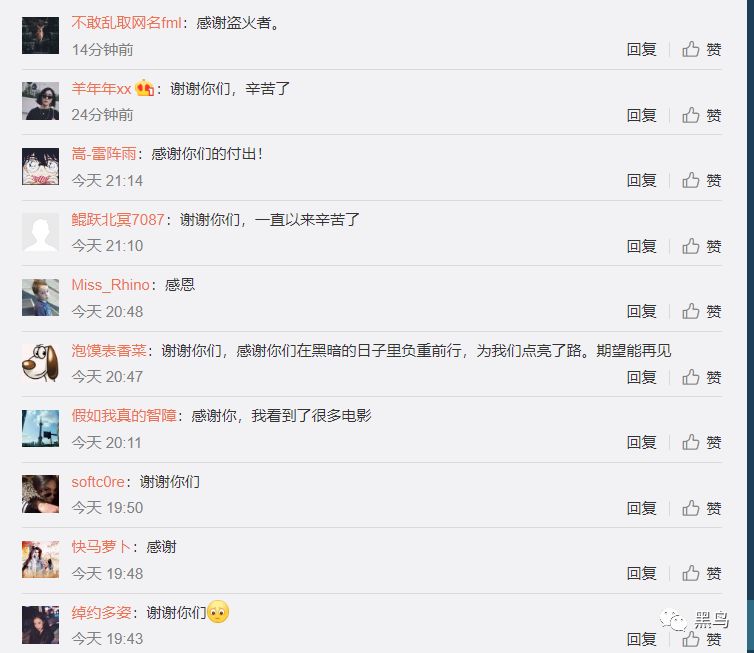 不敢乱取网名fml：感谢盗火者。
14分钟前 回复 赞
羊年年xx：谢谢你们，辛苦了
24分钟前 回复 赞
嵩-雷阵雨：感谢你们的付出！
今天 21:14 回复 赞
鲲跃北冥7087：谢谢你们，一直以来辛苦了
今天 21:10 回复 赞
Miss_Rhino：感恩
今天 20:48 回复 赞
泡馍表香菜：谢谢你们，感谢你们在黑暗的日子里负重前行，为我们点亮了路。期望能再见
今天 20:47 回复 赞
假如我真的智障：感谢你，我看到了很多电影
今天 20:11 回复 赞
softc0re：谢谢你们
今天 19:50 回复 赞
快马萝卜：感谢
今天 19:48 回复 赞
绰约多姿：谢谢你们
今天 19:43 回复 赞
黑鸟